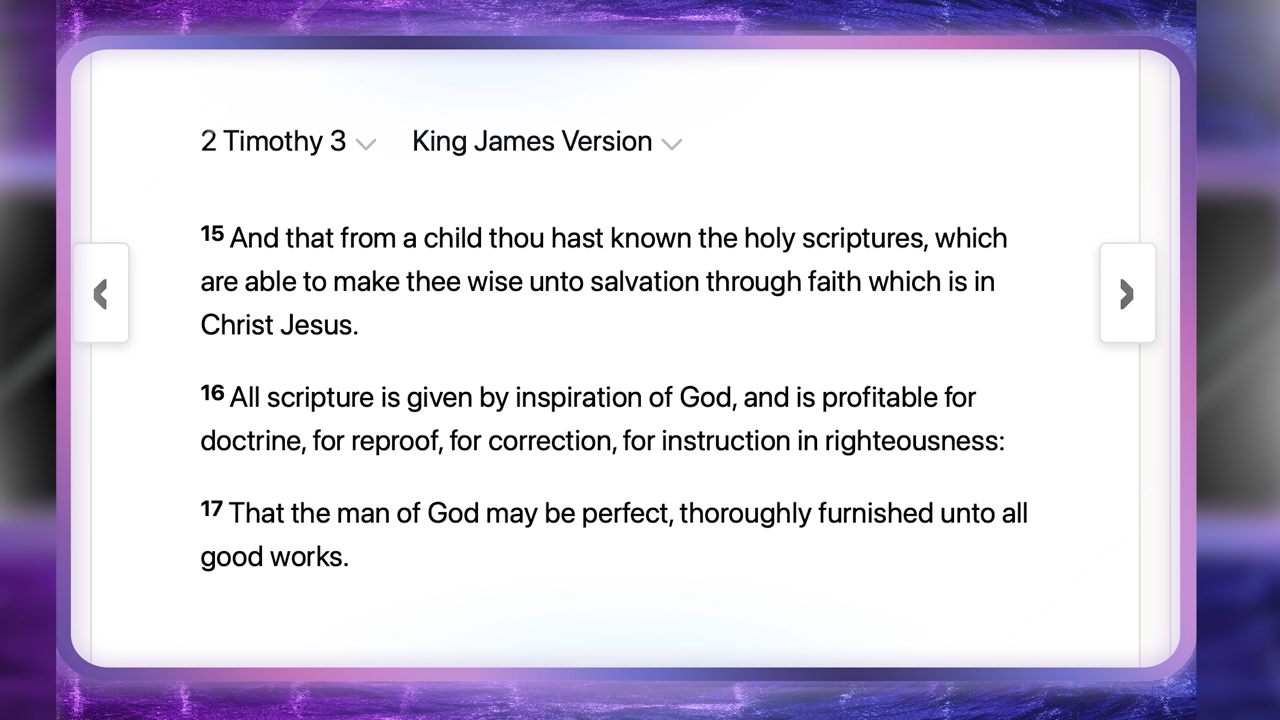 2 Timothy 3 King James Version
15 And that from a child thou hast known the holy scriptures, which
are able to make thee wise unto salvation through faith which is in
Christ Jesus.
16 All scripture is given by inspiration of God, and is profitable for
doctrine, for reproof, for correction, for instruction in righteousness:
17 That the man of God may be perfect, thoroughly furnished unto all
good works.